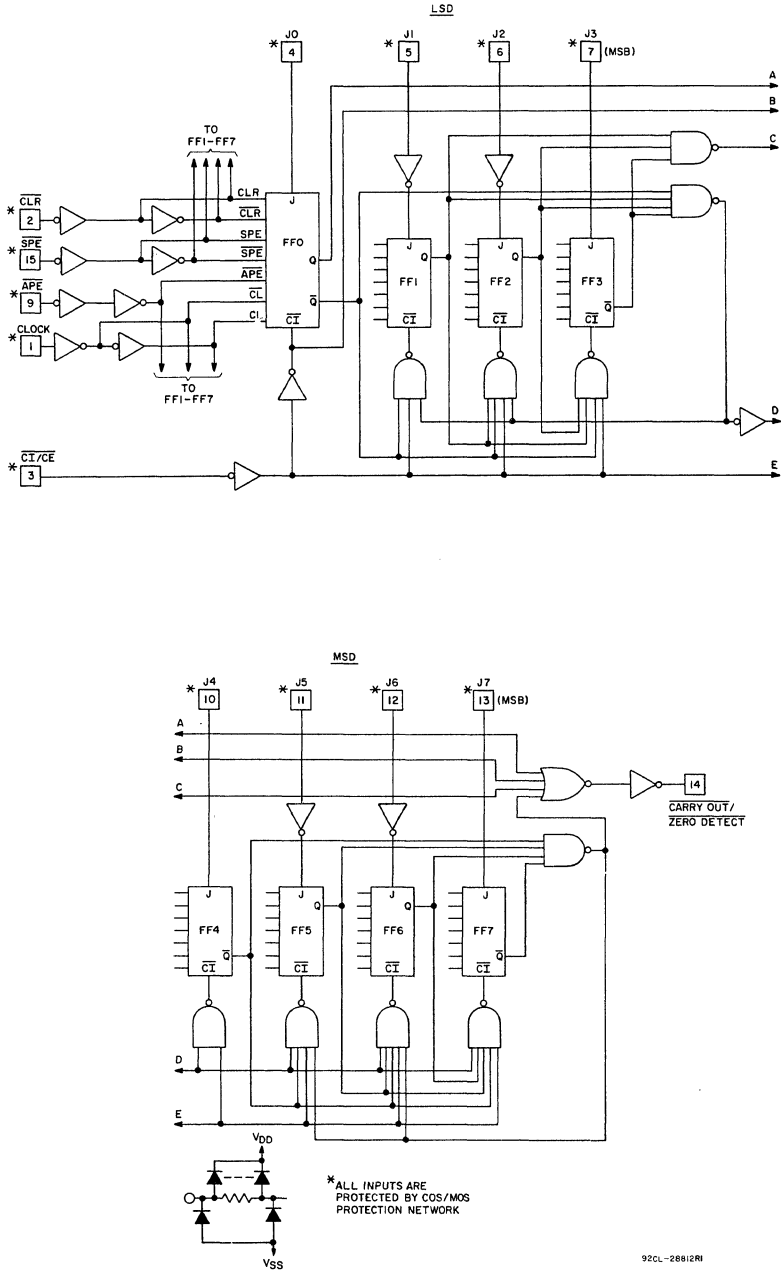 LSD
J0
* 4
J1
* 5
J2
* 6
J3
* 7 (MSB)
A
B
C
TO
FF1-FF7
CLR
* 2
SPE
* 15
APE
* 9
* CLOCK
1
CLR
CLR
SPE
SPE
APE
CL
CL
J
FF0
Q
Q
CI
J
FF1
Q
CI
J
FF2
Q
CI
J
FF3
Q
CI
TO
FF1-FF7
D
CI/CE
* 3
E
MSD
J4
* 10
J5
* 11
J6
* 12
J7
* 13 (MSB)
A
B
C
14
CARRY OUT/
ZERO DETECT
J
FF4
Q
CI
J
FF5
Q
CI
J
FF6
Q
CI
J
FF7
Q
CI
D
E
VDD
VSS
*ALL INPUTS ARE
PROTECTED BY COS/MOS
PROTECTION NETWORK
92CL-28812R1